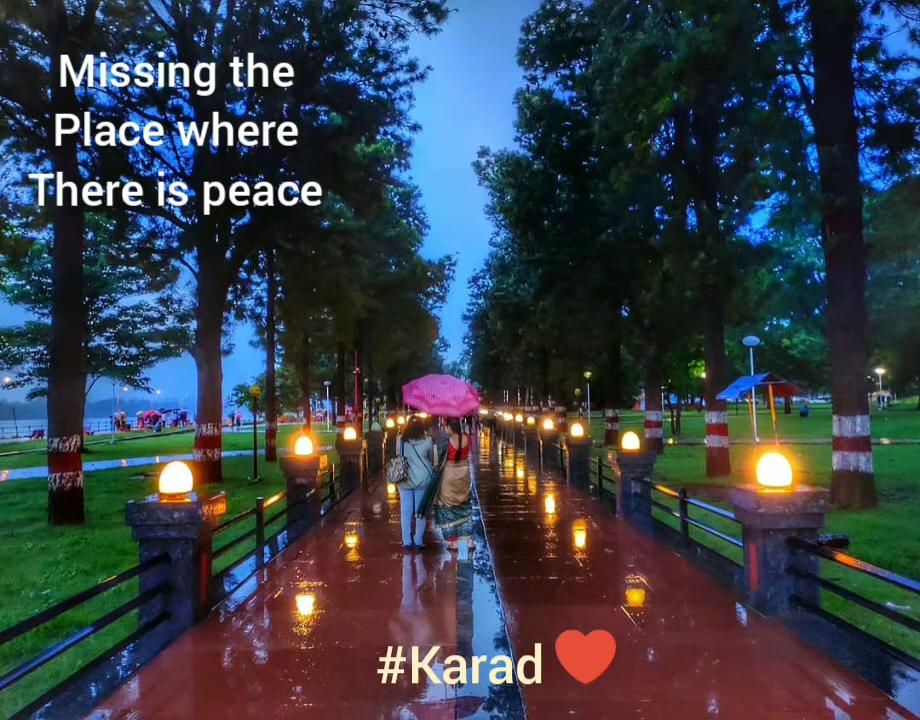 Missing the
Place where
There is peace
#Karad ❤️